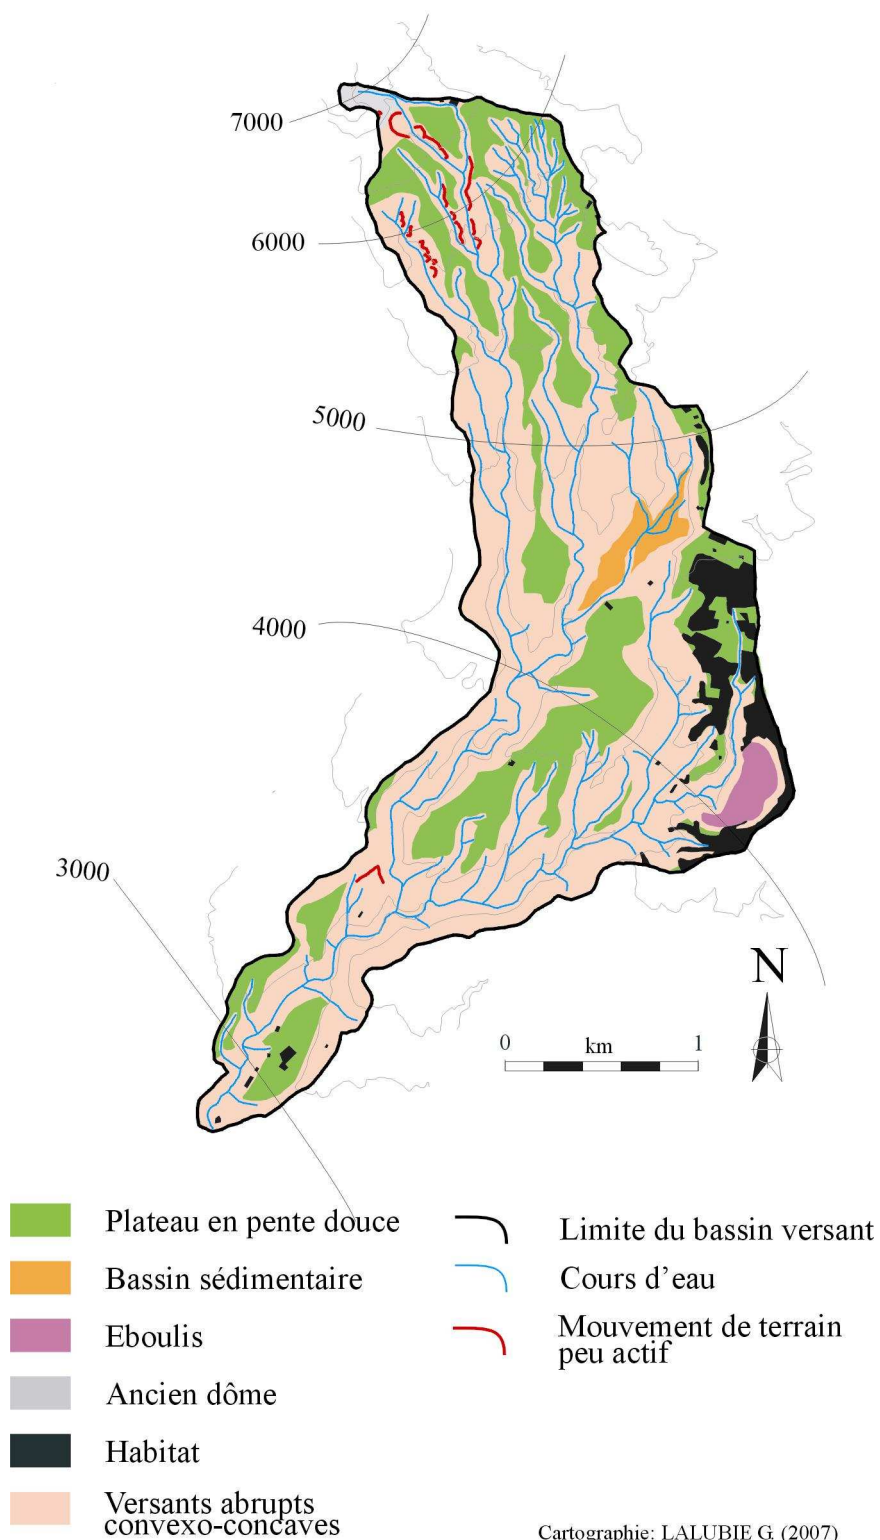 7000
6000
5000
4000
3000
N
0 km 1
Plateau en pente douce
Bassin sédimentaire
Eboulis
Ancien dôme
Habitat
Versants abrupts
convexo-concaves
Limite du bassin versant
Cours d’eau
Mouvement de terrain
peu actif
Cartographie: LALUBIE G. (2007)